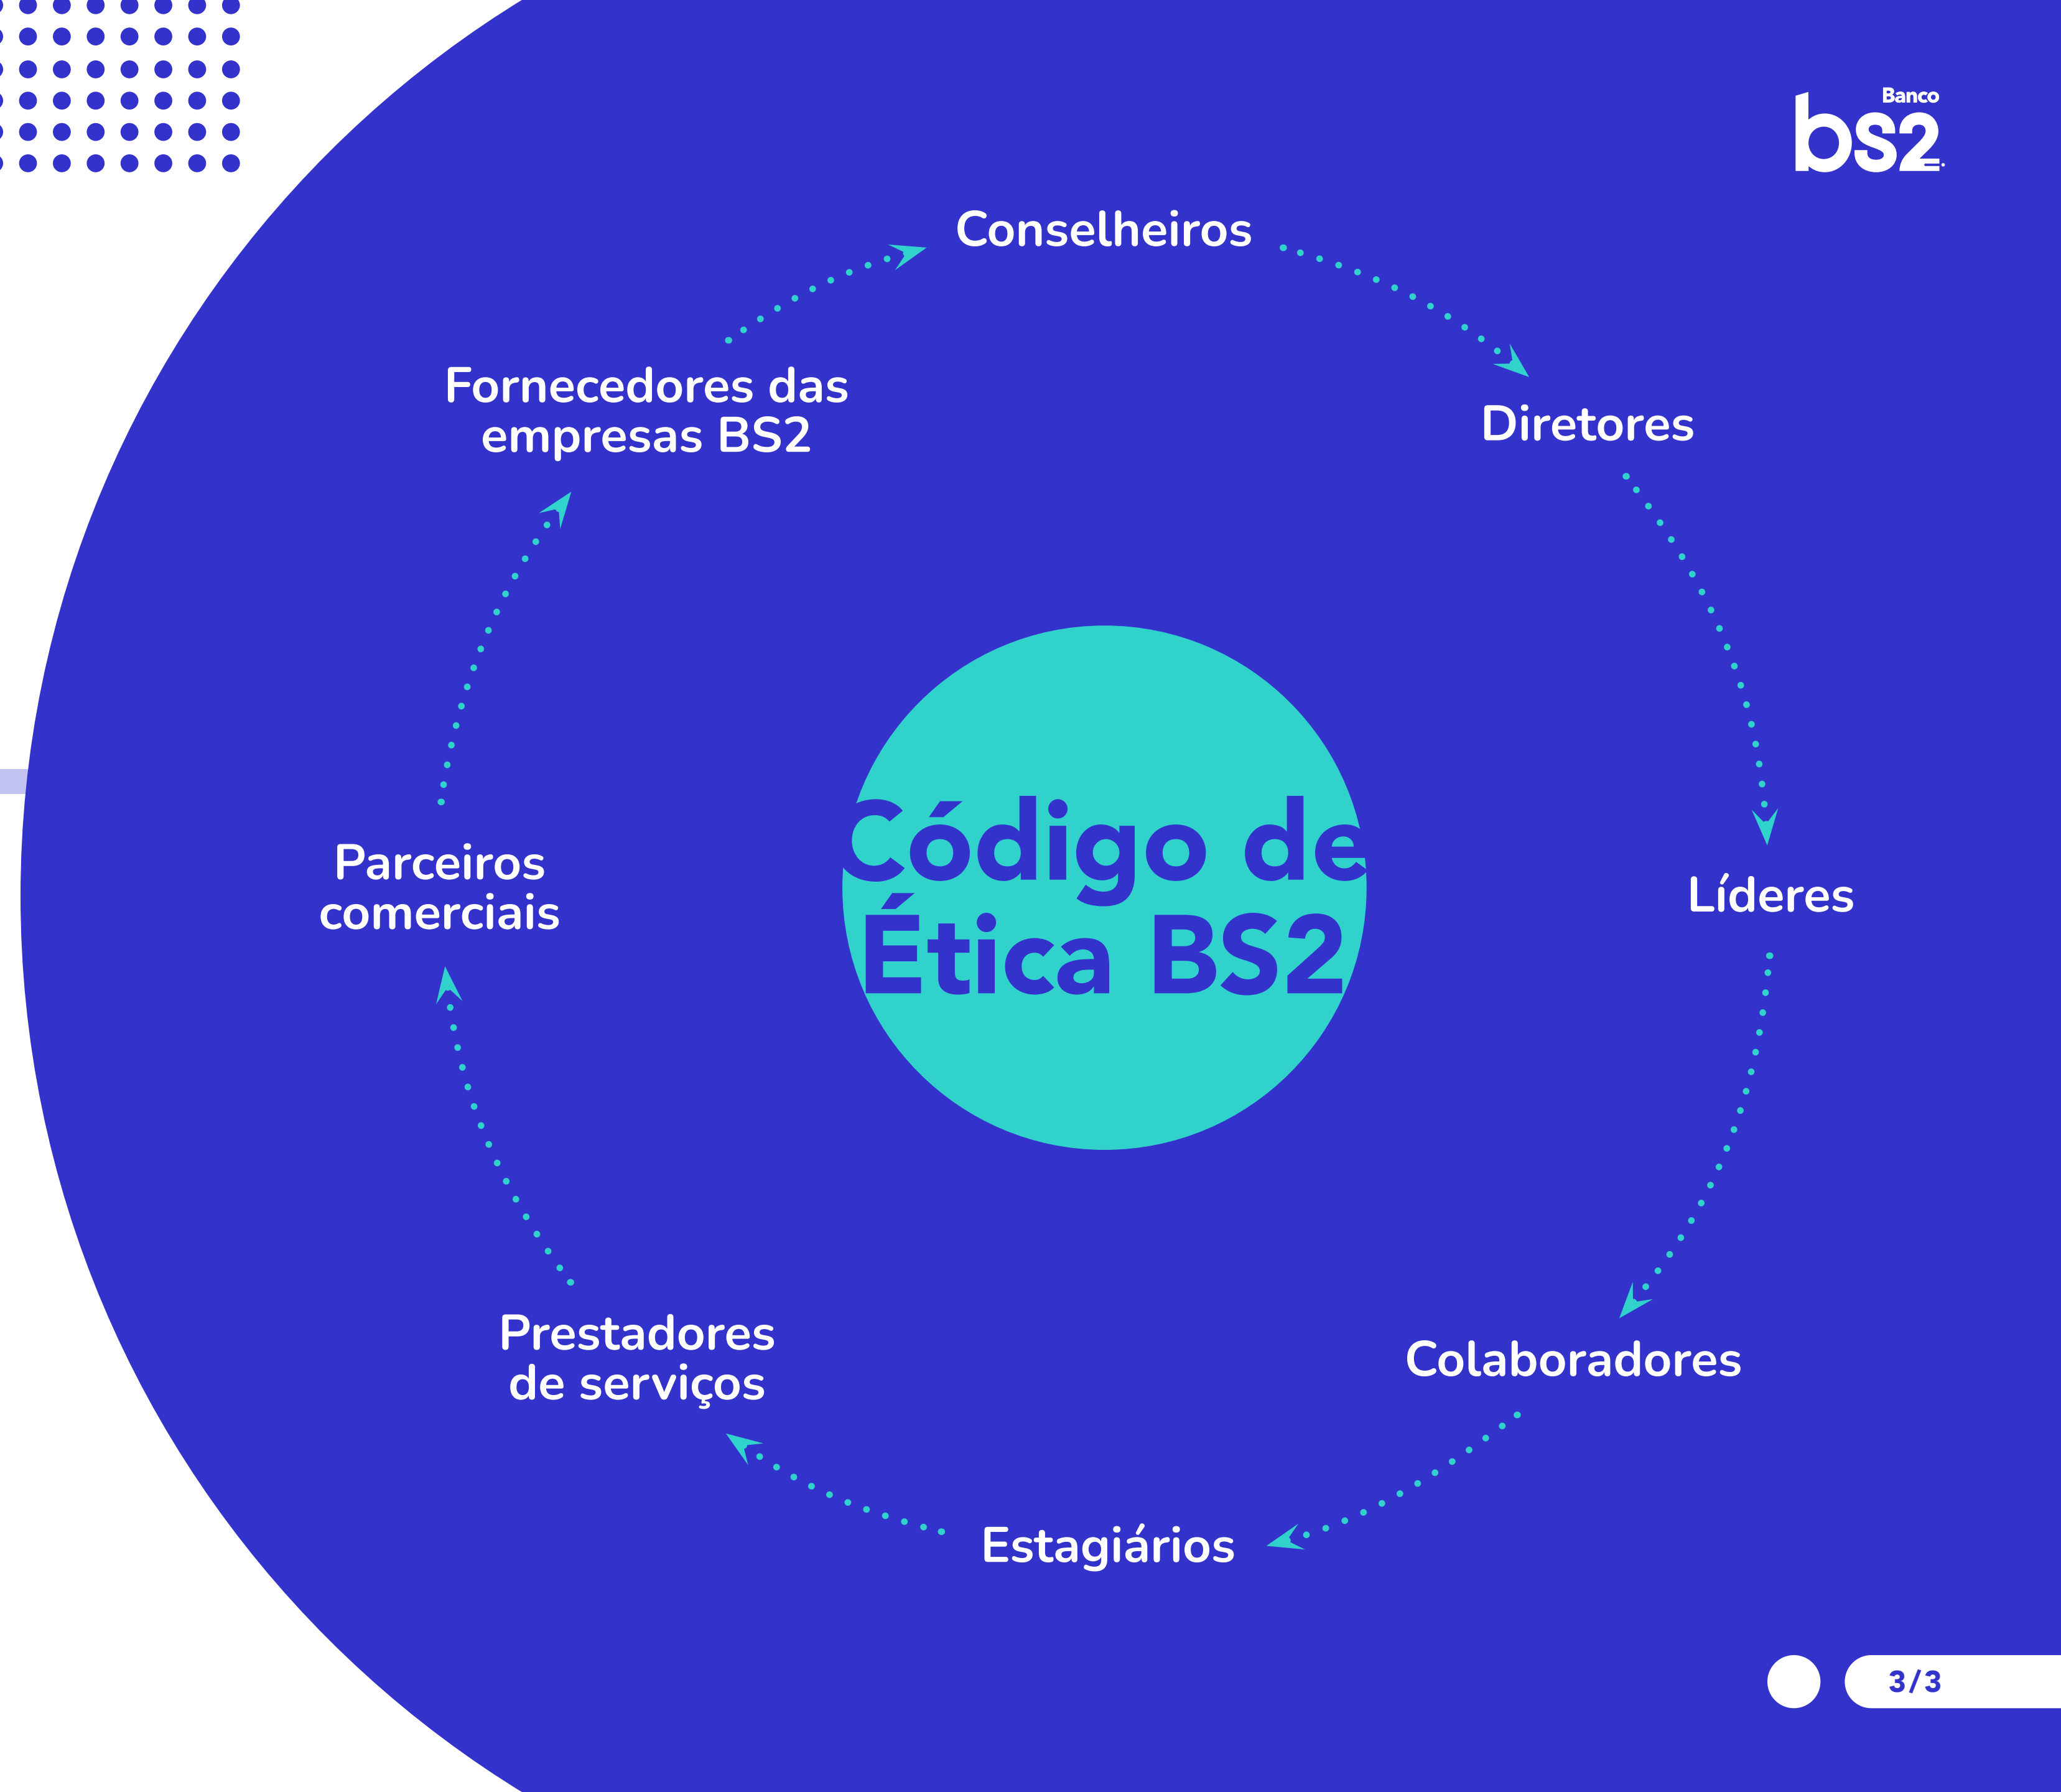 Banco
bs2.
Conselheiros
Diretores
Líderes
Colaboradores
Estagiários
Prestadores
de serviços
Parceiros
comerciais
Fornecedores das
empresas BS2
Código de
Ética BS2
3/3